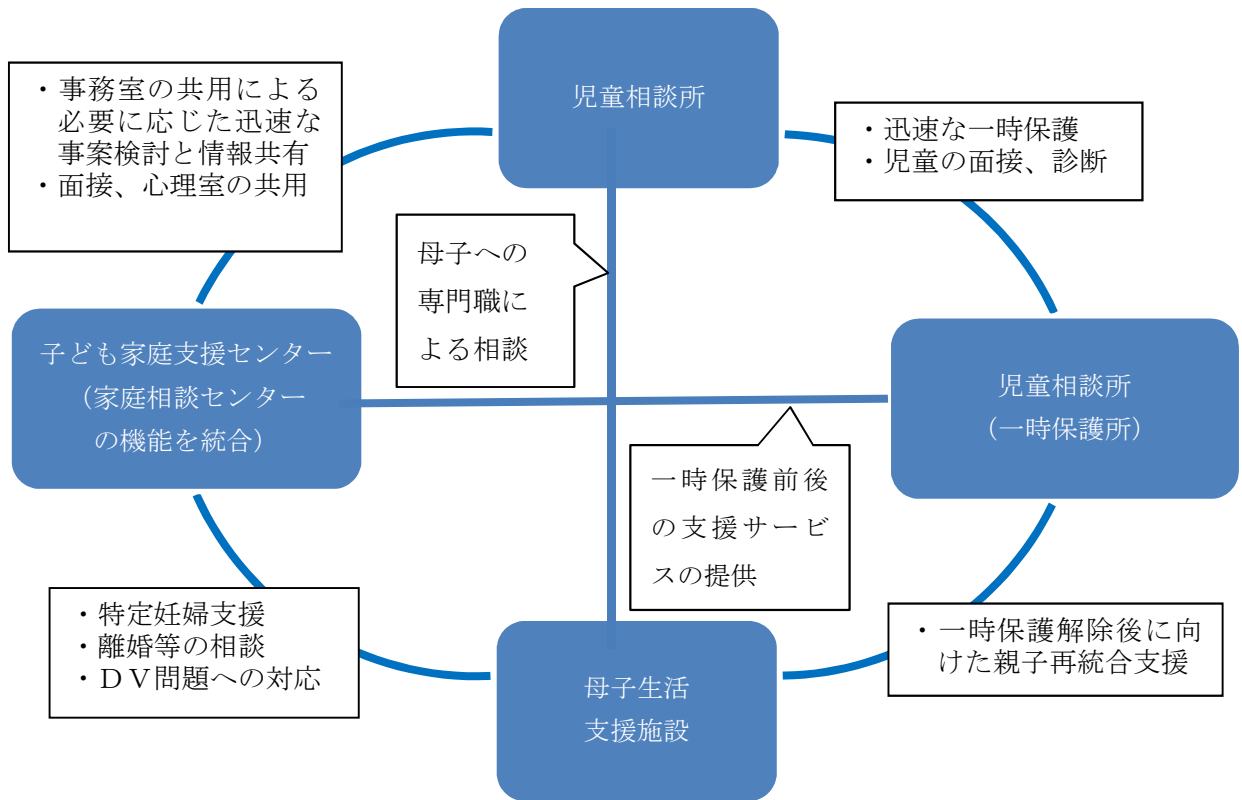 児童相談所
・事務室の共用による
必要に応じた迅速な
事案検討と情報共有
・面接、心理室の共用
・迅速な一時保護
・児童の面接、診断
母子への
専門職に
よる相談
子ども家庭支援センター
（家庭相談センター
の機能を統合）
児童相談所
（一時保護所）
一時保護前後
の支援サービ
スの提供
・特定妊婦支援
・離婚等の相談
・ＤＶ問題への対応
・一時保護解除後に向
けた親子再統合支援
母子生活
支援施設